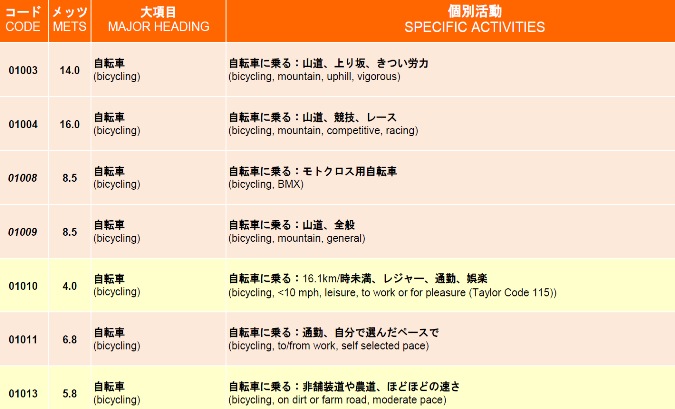 コード メッツ 大項目 個別活動
CODE METS MAJOR HEADING SPECIFIC ACTIVITIES
01003 14.0 自転車 自転車に乗る：山道、上り坂、きつい労力
(bicycling) (bicycling, mountain, uphill, vigorous)
01004 16.0 自転車 自転車に乗る：山道、競技、レース
(bicycling) (bicycling, mountain, competitive, racing)
01008 8.5 自転車 自転車に乗る：モトクロス用自転車
(bicycling) (bicycling, BMX)
01009 8.5 自転車 自転車に乗る：山道、全般
(bicycling) (bicycling, mountain, general)
01010 4.0 自転車 自転車に乗る：16.1km/時未満、レジャー、通勤、娯楽
(bicycling) (bicycling, <10 mph, leisure, to work or for pleasure (Taylor Code 115))
01011 6.8 自転車 自転車に乗る：通勤、自分で選んだペースで
(bicycling) (bicycling, to/from work, self selected pace)
01013 5.8 自転車 自転車に乗る：非舗装道や農道、ほどほどの速さ
(bicycling) (bicycling, on dirt or farm road, moderate pace)